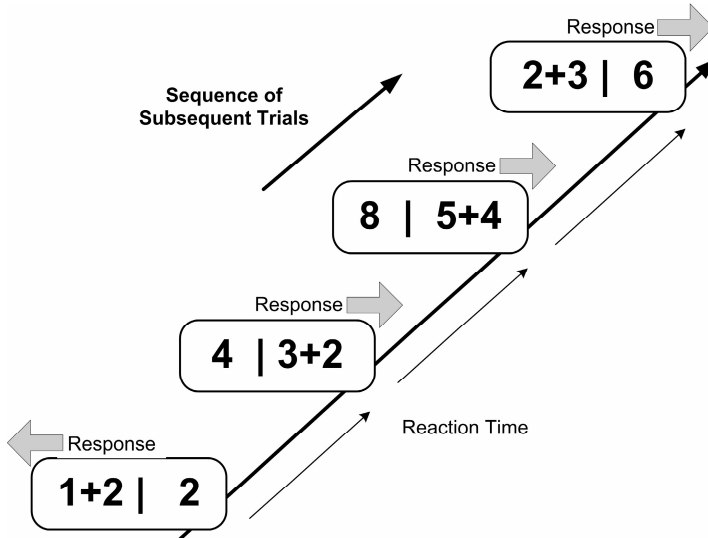 Response
2+3 | 6
Sequence of
Subsequent Trials
Response
8 | 5+4
Response
4 | 3+2
Reaction Time
Response
1+2 | 2